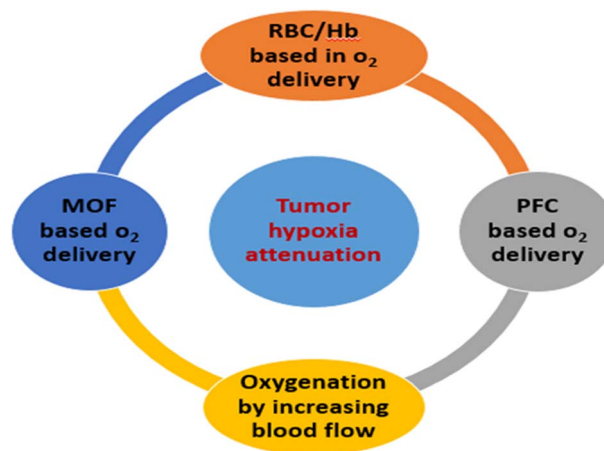 RBC/Hb
based in o₂
delivery
MOF
based o₂
delivery
Tumor
hypoxia
attenuation
PFC
based o₂
delivery
Oxygenation
by increasing
blood flow